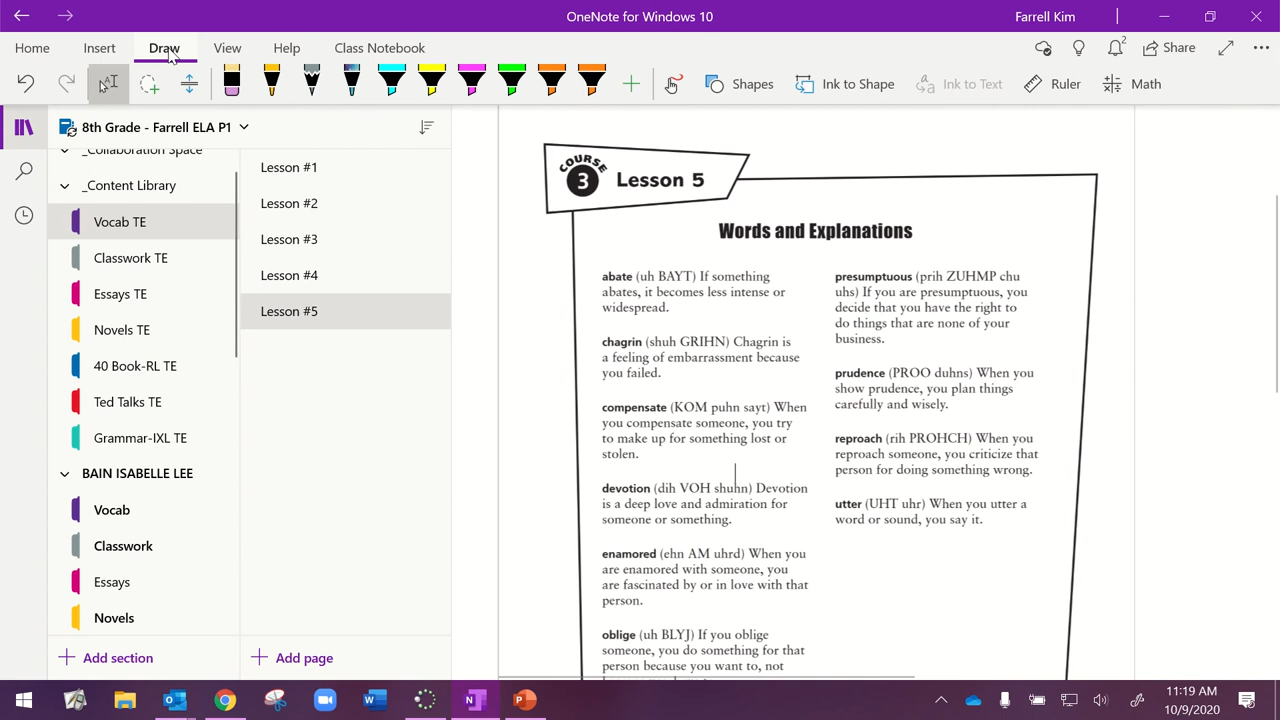 OneNote for Windows 10
Farrell Kim
Home Insert Draw View Help Class Notebook
2
Share
Shapes Ink to Shape Ink to Text Ruler Math
8th Grade - Farrell ELA P1
_Collaboration Space
_Content Library
Vocab TE
Classwork TE
Essays TE
Novels TE
40 Book-RL TE
Ted Talks TE
Grammar-IXL TE
BAIN ISABELLE LEE
Vocab
Classwork
Essays
Novels
Add section
Lesson #1
Lesson #2
Lesson #3
Lesson #4
Lesson #5
Add page
COURSE
3
Lesson 5
Words and Explanations
abate (uh BAYT) If something
abates, it becomes less intense or
widespread.
chagrin (shuh GRIHN) Chagrin is
a feeling of embarrassment because
you failed.
compensate (KOM puhn sayt) When
you compensate someone, you try
to make up for something lost or
stolen.
devotion (dih VOH shuhn) Devotion
is a deep love and admiration for
someone or something.
enamored (ehn AM uhrd) When you
are enamored with someone, you
are fascinated by or in love with that
person.
oblige (uh BLYJ) If you oblige
someone, you do something for that
person because you want to, not
presumptuous (prih ZUHMP chu
uhs) If you are presumptuous, you
decide that you have the right to
do things that are none of your
business.
prudence (PROO duhns) When you
show prudence, you plan things
carefully and wisely.
reproach (rih PROHCH) When you
reproach someone, you criticize that
person for doing something wrong.
utter (UHT uhr) When you utter a
word or sound, you say it.
11:19 AM
10/9/2020